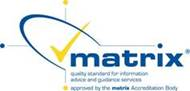 matrix®
quality standard for information
advice and guidance services
approved by the matrix Accreditation Body